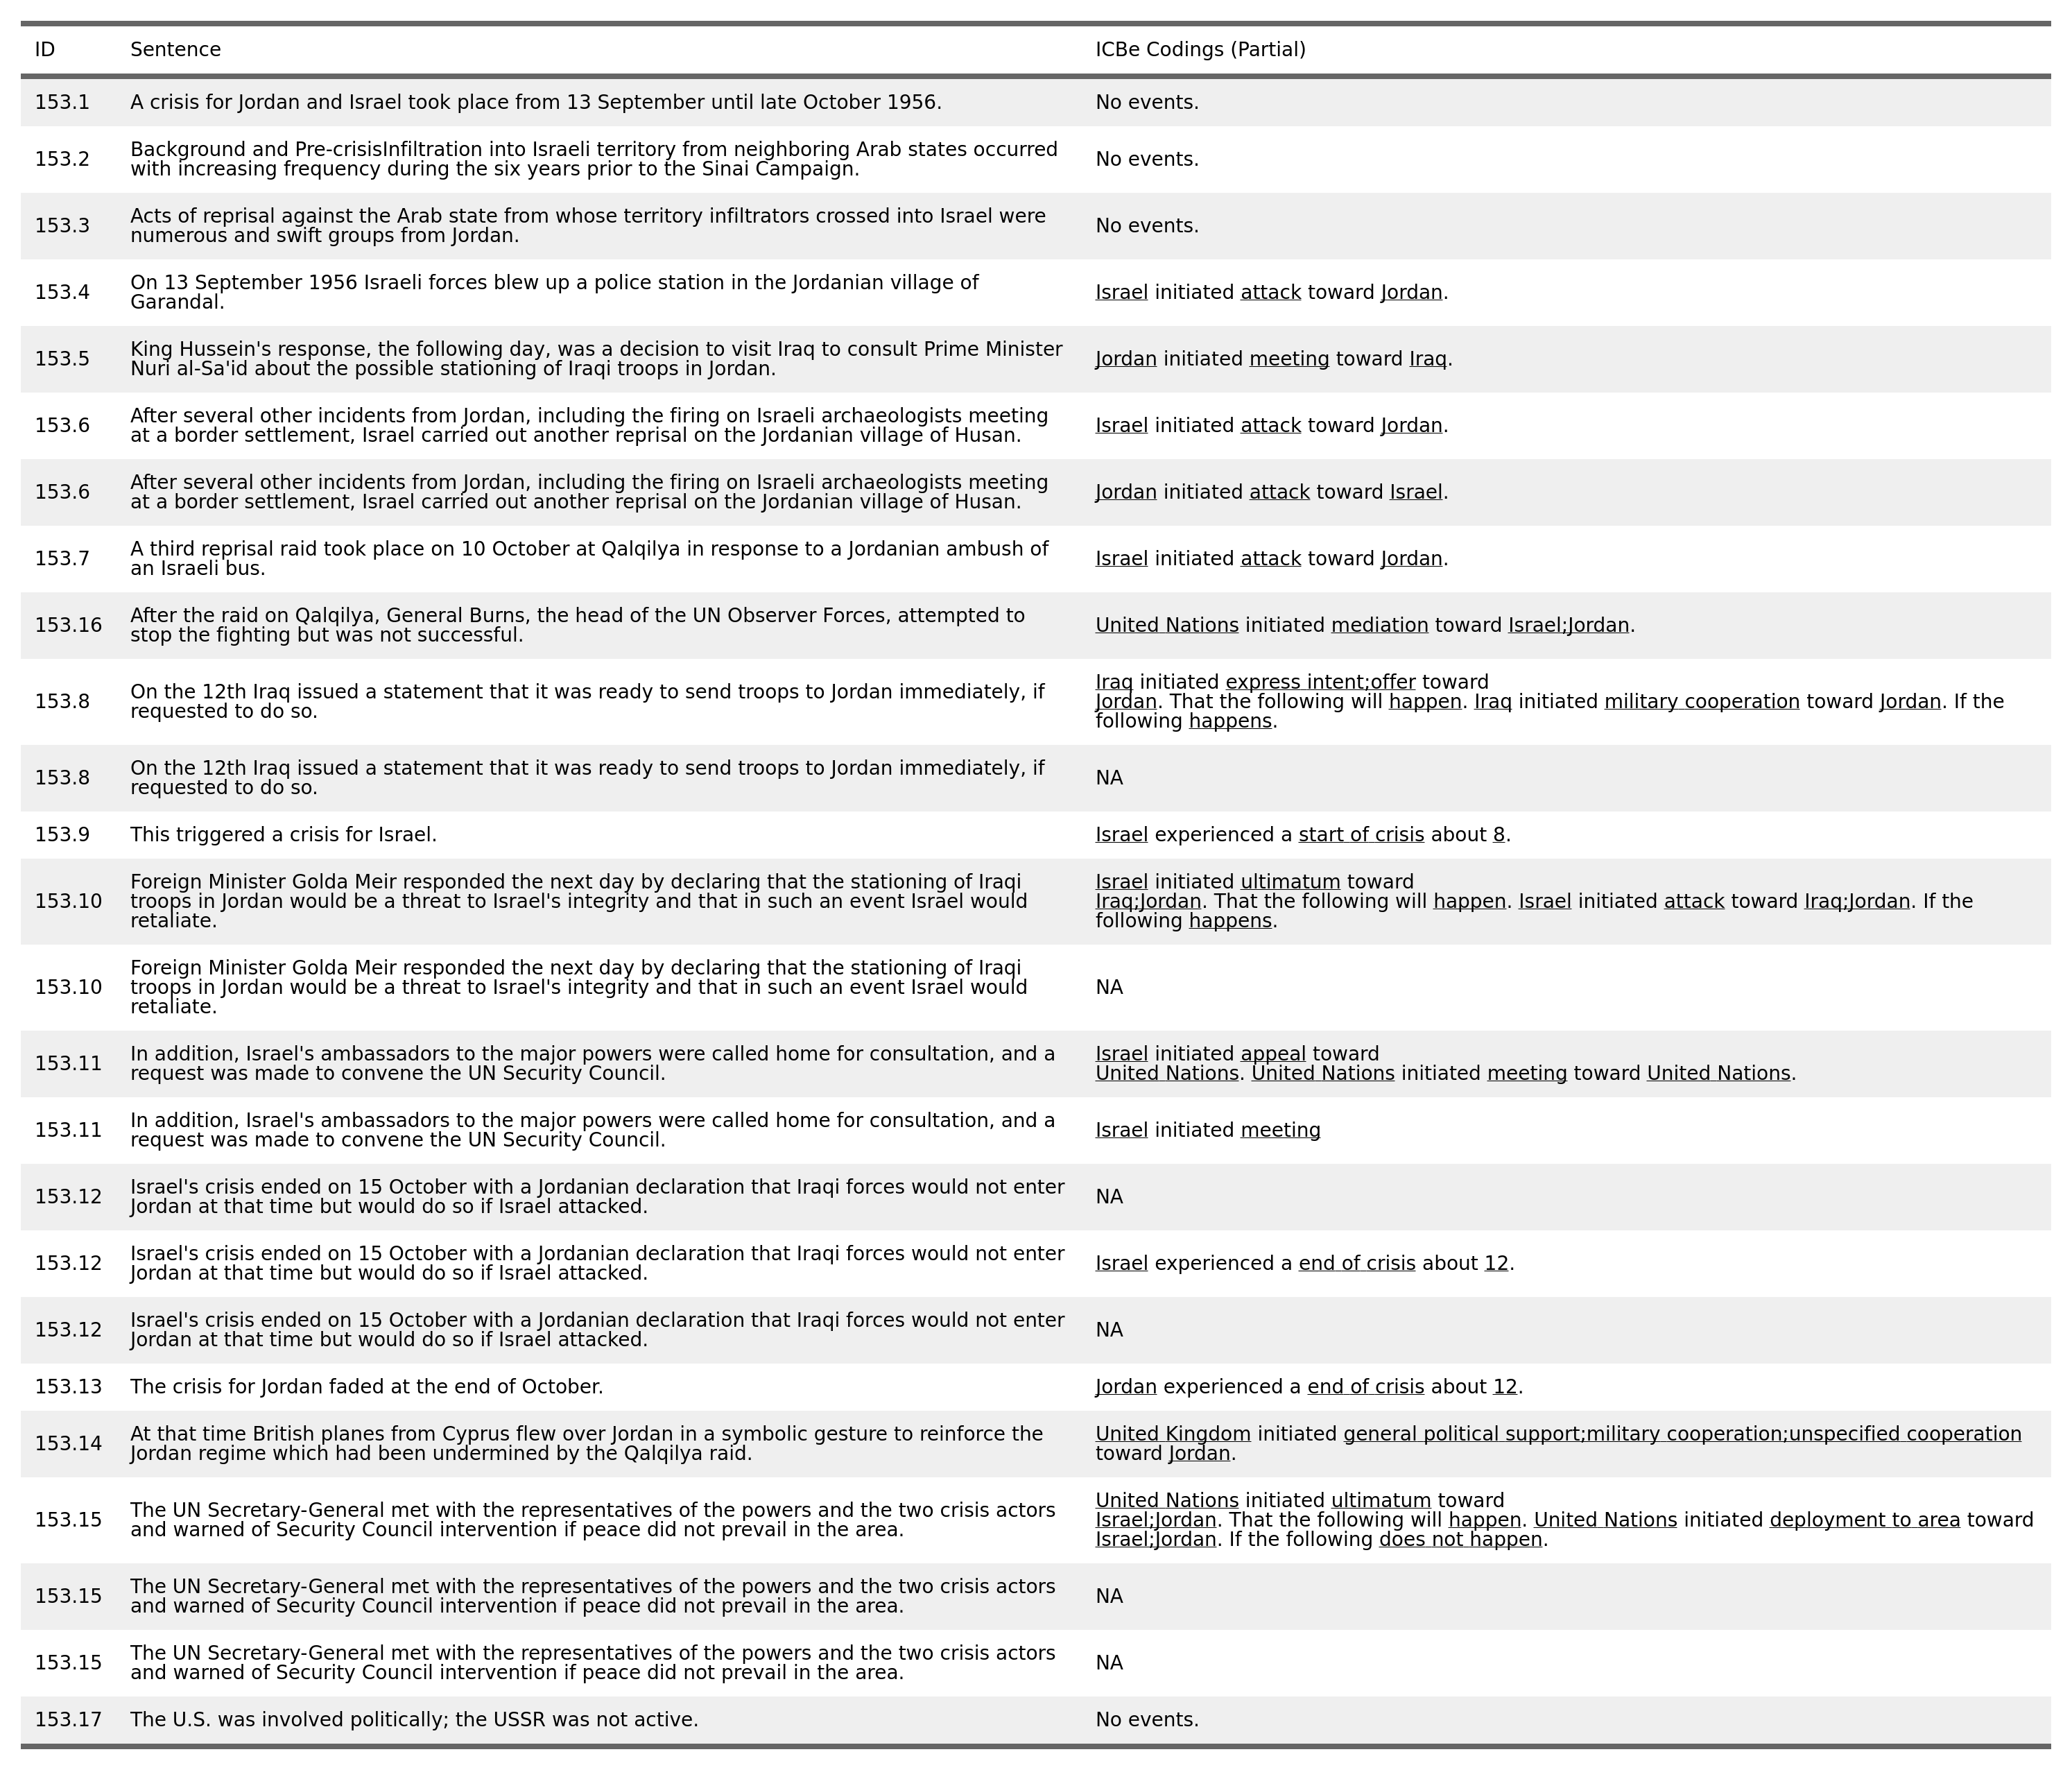 ID Sentence ICBe Codings (Partial)
153.1 A crisis for Jordan and Israel took place from 13 September until late October 1956. No events.
153.2 Background and Pre-crisisInfiltration into Israeli territory from neighboring Arab states occurred
with increasing frequency during the six years prior to the Sinai Campaign. No events.
153.3 Acts of reprisal against the Arab state from whose territory infiltrators crossed into Israel were
numerous and swift groups from Jordan. No events.
153.4 On 13 September 1956 Israeli forces blew up a police station in the Jordanian village of
Garandal. Israel initiated attack toward Jordan.
153.5 King Hussein's response, the following day, was a decision to visit Iraq to consult Prime Minister
Nuri al-Sa'id about the possible stationing of Iraqi troops in Jordan. Jordan initiated meeting toward Iraq.
153.6 After several other incidents from Jordan, including the firing on Israeli archaeologists meeting
at a border settlement, Israel carried out another reprisal on the Jordanian village of Husan. Israel initiated attack toward Jordan.
153.6 After several other incidents from Jordan, including the firing on Israeli archaeologists meeting
at a border settlement, Israel carried out another reprisal on the Jordanian village of Husan. Jordan initiated attack toward Israel.
153.7 A third reprisal raid took place on 10 October at Qalqilya in response to a Jordanian ambush of
an Israeli bus. Israel initiated attack toward Jordan.
153.16 After the raid on Qalqilya, General Burns, the head of the UN Observer Forces, attempted to
stop the fighting but was not successful. United Nations initiated mediation toward Israel;Jordan.
153.8 On the 12th Iraq issued a statement that it was ready to send troops to Jordan immediately, if
requested to do so.
Iraq initiated express intent;offer toward
Jordan. That the following will happen. Iraq initiated military cooperation toward Jordan. If the
following happens.
153.8 On the 12th Iraq issued a statement that it was ready to send troops to Jordan immediately, if
requested to do so. NA
153.9 This triggered a crisis for Israel. Israel experienced a start of crisis about 8.
153.10 Foreign Minister Golda Meir responded the next day by declaring that the stationing of Iraqi
troops in Jordan would be a threat to Israel's integrity and that in such an event Israel would
retaliate.
Israel initiated ultimatum toward
Iraq;Jordan. That the following will happen. Israel initiated attack toward Iraq;Jordan. If the
following happens.
153.10 Foreign Minister Golda Meir responded the next day by declaring that the stationing of Iraqi
troops in Jordan would be a threat to Israel's integrity and that in such an event Israel would
retaliate. NA
153.11 In addition, Israel's ambassadors to the major powers were called home for consultation, and a
request was made to convene the UN Security Council.
Israel initiated appeal toward
United Nations. United Nations initiated meeting toward United Nations.
153.11 In addition, Israel's ambassadors to the major powers were called home for consultation, and a
request was made to convene the UN Security Council. Israel initiated meeting
153.12 Israel's crisis ended on 15 October with a Jordanian declaration that Iraqi forces would not enter
Jordan at that time but would do so if Israel attacked. NA
153.12 Israel's crisis ended on 15 October with a Jordanian declaration that Iraqi forces would not enter
Jordan at that time but would do so if Israel attacked. Israel experienced a end of crisis about 12.
153.12 Israel's crisis ended on 15 October with a Jordanian declaration that Iraqi forces would not enter
Jordan at that time but would do so if Israel attacked. NA
153.13 The crisis for Jordan faded at the end of October. Jordan experienced a end of crisis about 12.
153.14 At that time British planes from Cyprus flew over Jordan in a symbolic gesture to reinforce the
Jordan regime which had been undermined by the Qalqilya raid.
United Kingdom initiated general political support;military cooperation;unspecified cooperation
toward Jordan.
153.15 The UN Secretary-General met with the representatives of the powers and the two crisis actors
and warned of Security Council intervention if peace did not prevail in the area.
United Nations initiated ultimatum toward
Israel;Jordan. That the following will happen. United Nations initiated deployment to area toward
Israel;Jordan. If the following does not happen.
153.15 The UN Secretary-General met with the representatives of the powers and the two crisis actors
and warned of Security Council intervention if peace did not prevail in the area. NA
153.15 The UN Secretary-General met with the representatives of the powers and the two crisis actors
and warned of Security Council intervention if peace did not prevail in the area. NA
153.17 The U.S. was involved politically; the USSR was not active. No events.